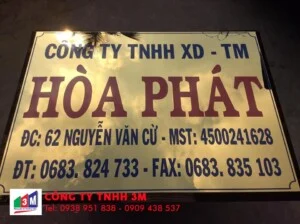 CÔNG TY TNHH XD - TM
HÒA PHÁT
ĐC: 62 NGUYỄN VĂN CỪ - MST: 4500241628
ĐT: 0683. 824 733 - FAX: 0683. 835 103
3M
CÔNG TY TNHH 3M
Tel: 0938 951 838 - 0909 438 537